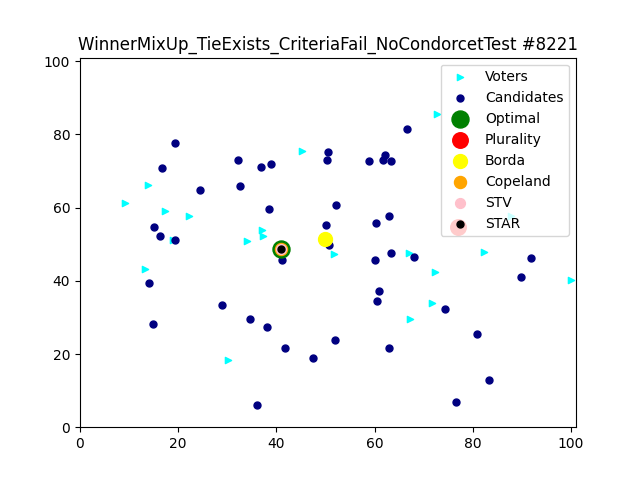 WinnerMixUp_TieExists_CriteriaFail_NoCondorcetTest #8221
100
80
60
40
20
0
0 20 40 60 80 100
Voters
Candidates
Optimal
Plurality
Borda
Copeland
STV
STAR